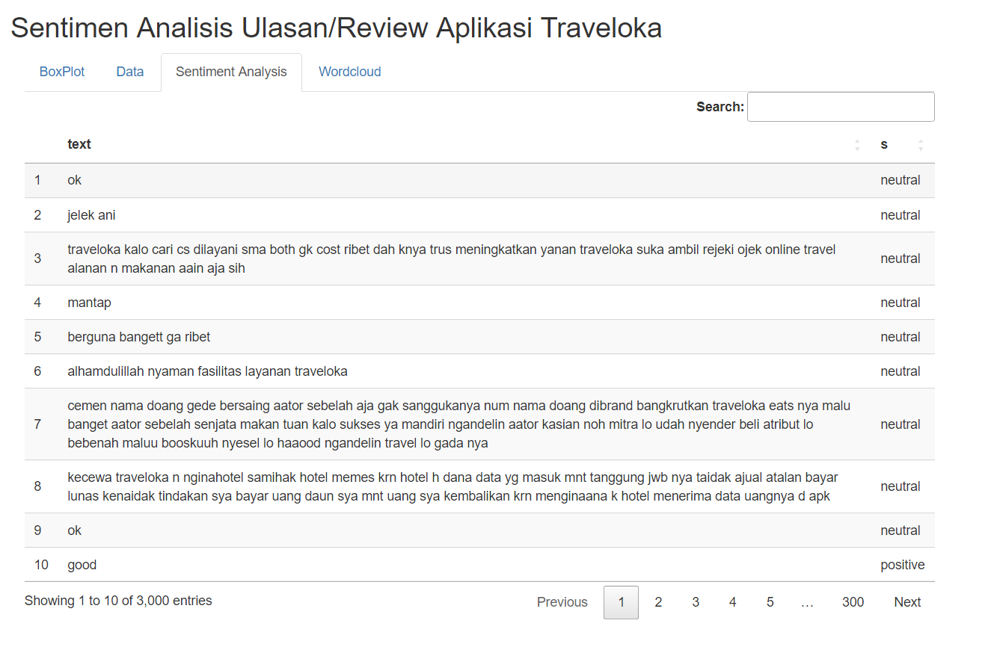 Sentimen Analisis Ulasan/Review Aplikasi Traveloka
BoxPlot Data Sentiment Analysis Wordcloud
Search:
text s
1 ok neutral
2 jelek ani neutral
3 traveloka kalo cari cs dilayani sma both gk cost ribet dah knya trus meningkatkan yanan traveloka suka ambil rejeki ojek online travel
alanan n makanan aain aja sih neutral
4 mantap neutral
5 berguna bangett ga ribet neutral
6 alhamdulillah nyaman fasilitas layanan traveloka neutral
7 cemen nama doang gede bersaing aator sebelah aja gak sanggukanya num nama doang dibrand bangkrutkan traveloka eats nya malu
banget aator sebelah senjata makan tuan kalo sukses ya mandiri ngandelin aator kasian noh mitra lo udah nyender beli atribut lo
bebenah maluu booskuuh nyesel lo haaood ngandelin travel lo gada nya neutral
8 kecewa traveloka n nginahotel samihak hotel memes krn hotel h dana data yg masuk mnt tanggung jwb nya taidak ajual atalan bayar
lunas kenaidak tindakan sya bayar uang daun sya mnt uang sya kembalikan krn menginaana k hotel menerima data uangnya d apk neutral
9 ok neutral
10 good positive
Showing 1 to 10 of 3,000 entries
Previous 1 2 3 4 5 … 300 Next